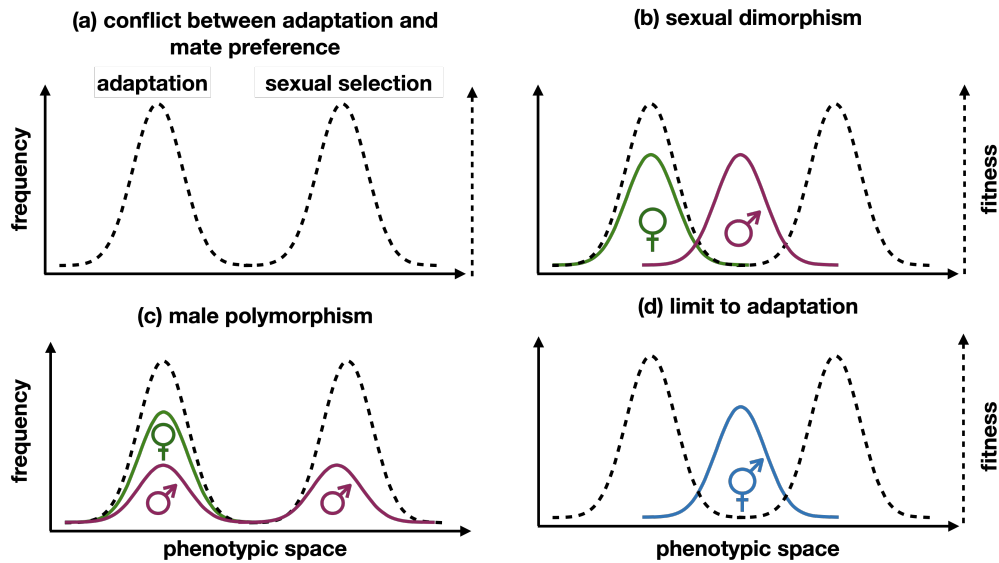 (a) conflict between adaptation and
mate preference
adaptation
sexual selection
frequency
(b) sexual dimorphism
♀
♂
fitness
(c) male polymorphism
frequency
♀
♂
♂
phenotypic space
(d) limit to adaptation
fitness
phenotypic space